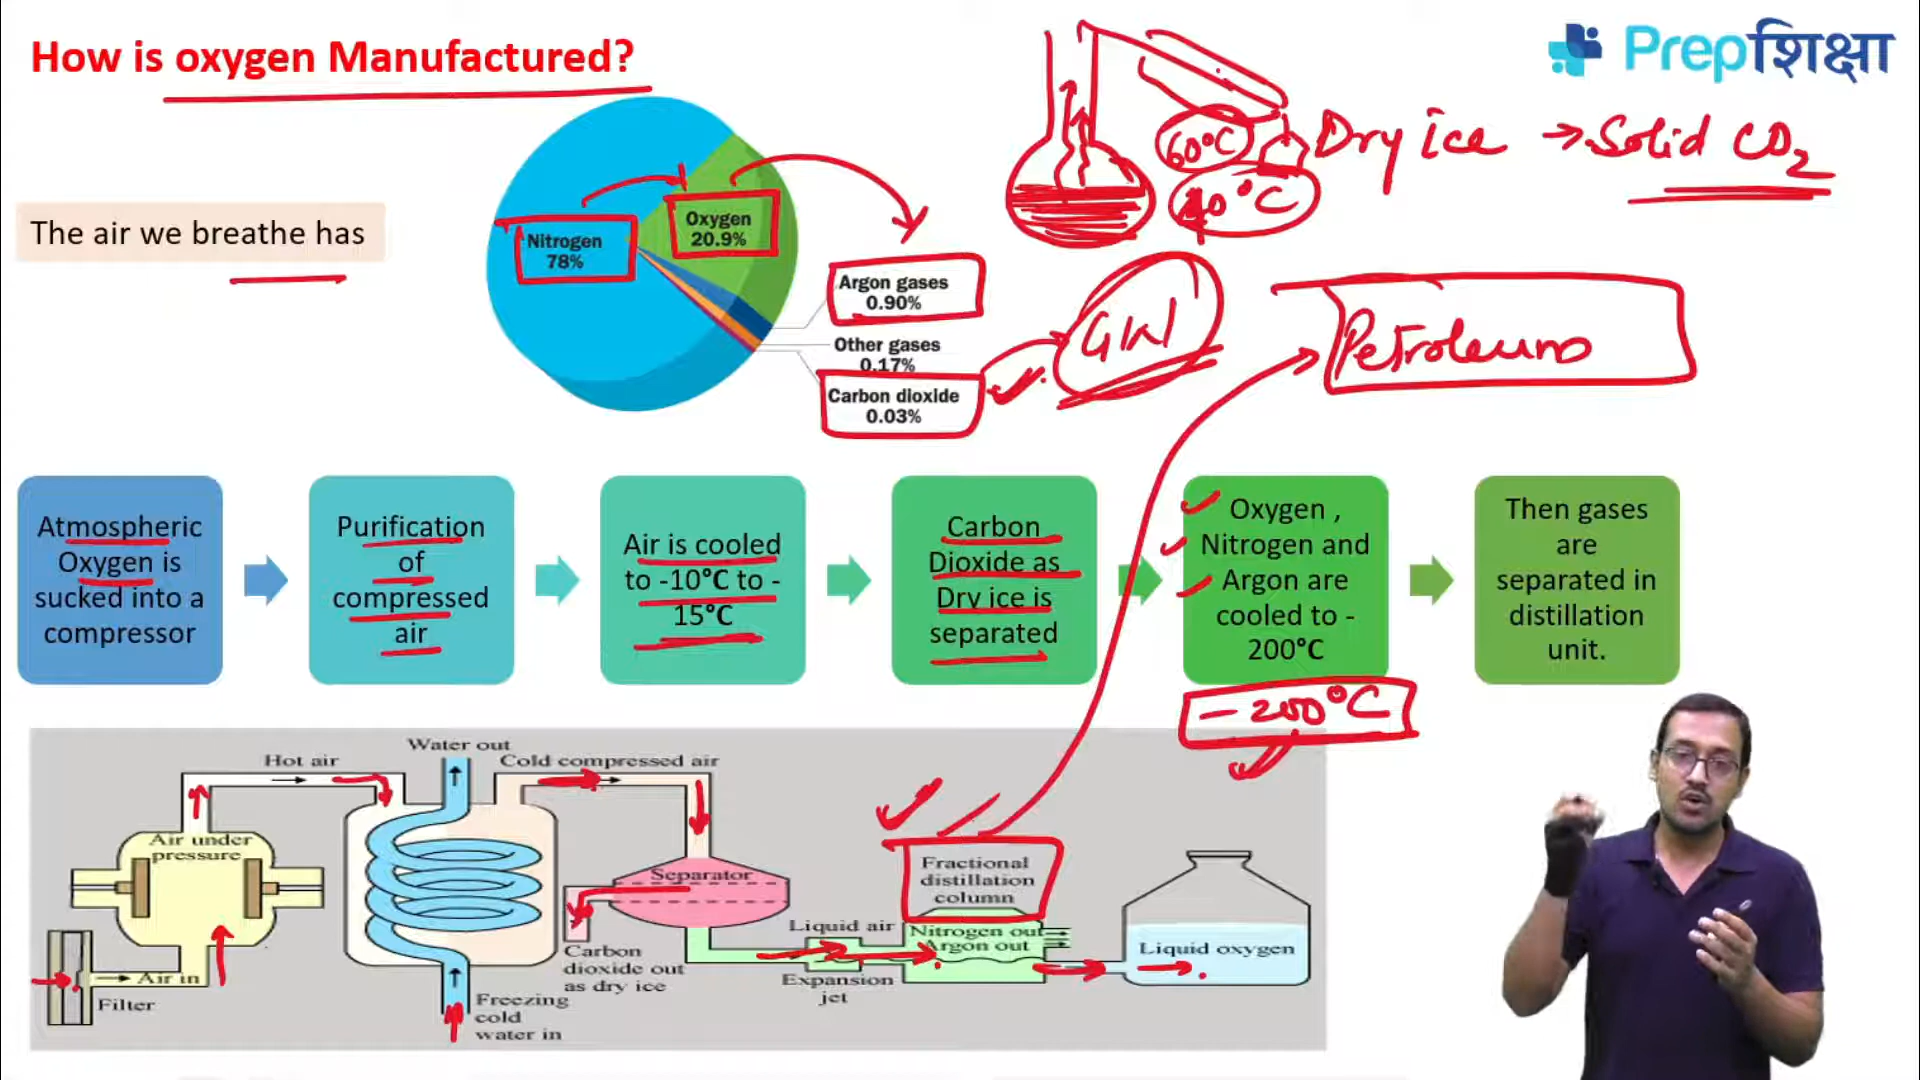 How is oxygen Manufactured?
Prepशिक्षा
60°C
Dry ice → Solid CO2
40°C
The air we breathe has
Nitrogen
78%
Oxygen
20.9%
Argon gases
0.90%
Other gases
0.17%
Carbon dioxide
0.03%
GW
Petroleum
Atmospheric
Oxygen is
sucked into a
compressor
Purification
of
compressed
air
Air is cooled
to -10°C to -
15°C
Carbon
Dioxide as
Dry ice is
separated
Oxygen ,
Nitrogen and
Argon are
cooled to -
200°C
Then gases
are
separated in
distillation
unit.
-200°C
Water out
Hot air
Cold compressed air
Air under
pressure
Separator
Fractional
distillation
column
Liquid air
Nitrogen out
Argon out
Liquid oxygen
Carbon
dioxide out
as dry ice
Expansion
jet
Air in
Filter
Freezing
cold
water in